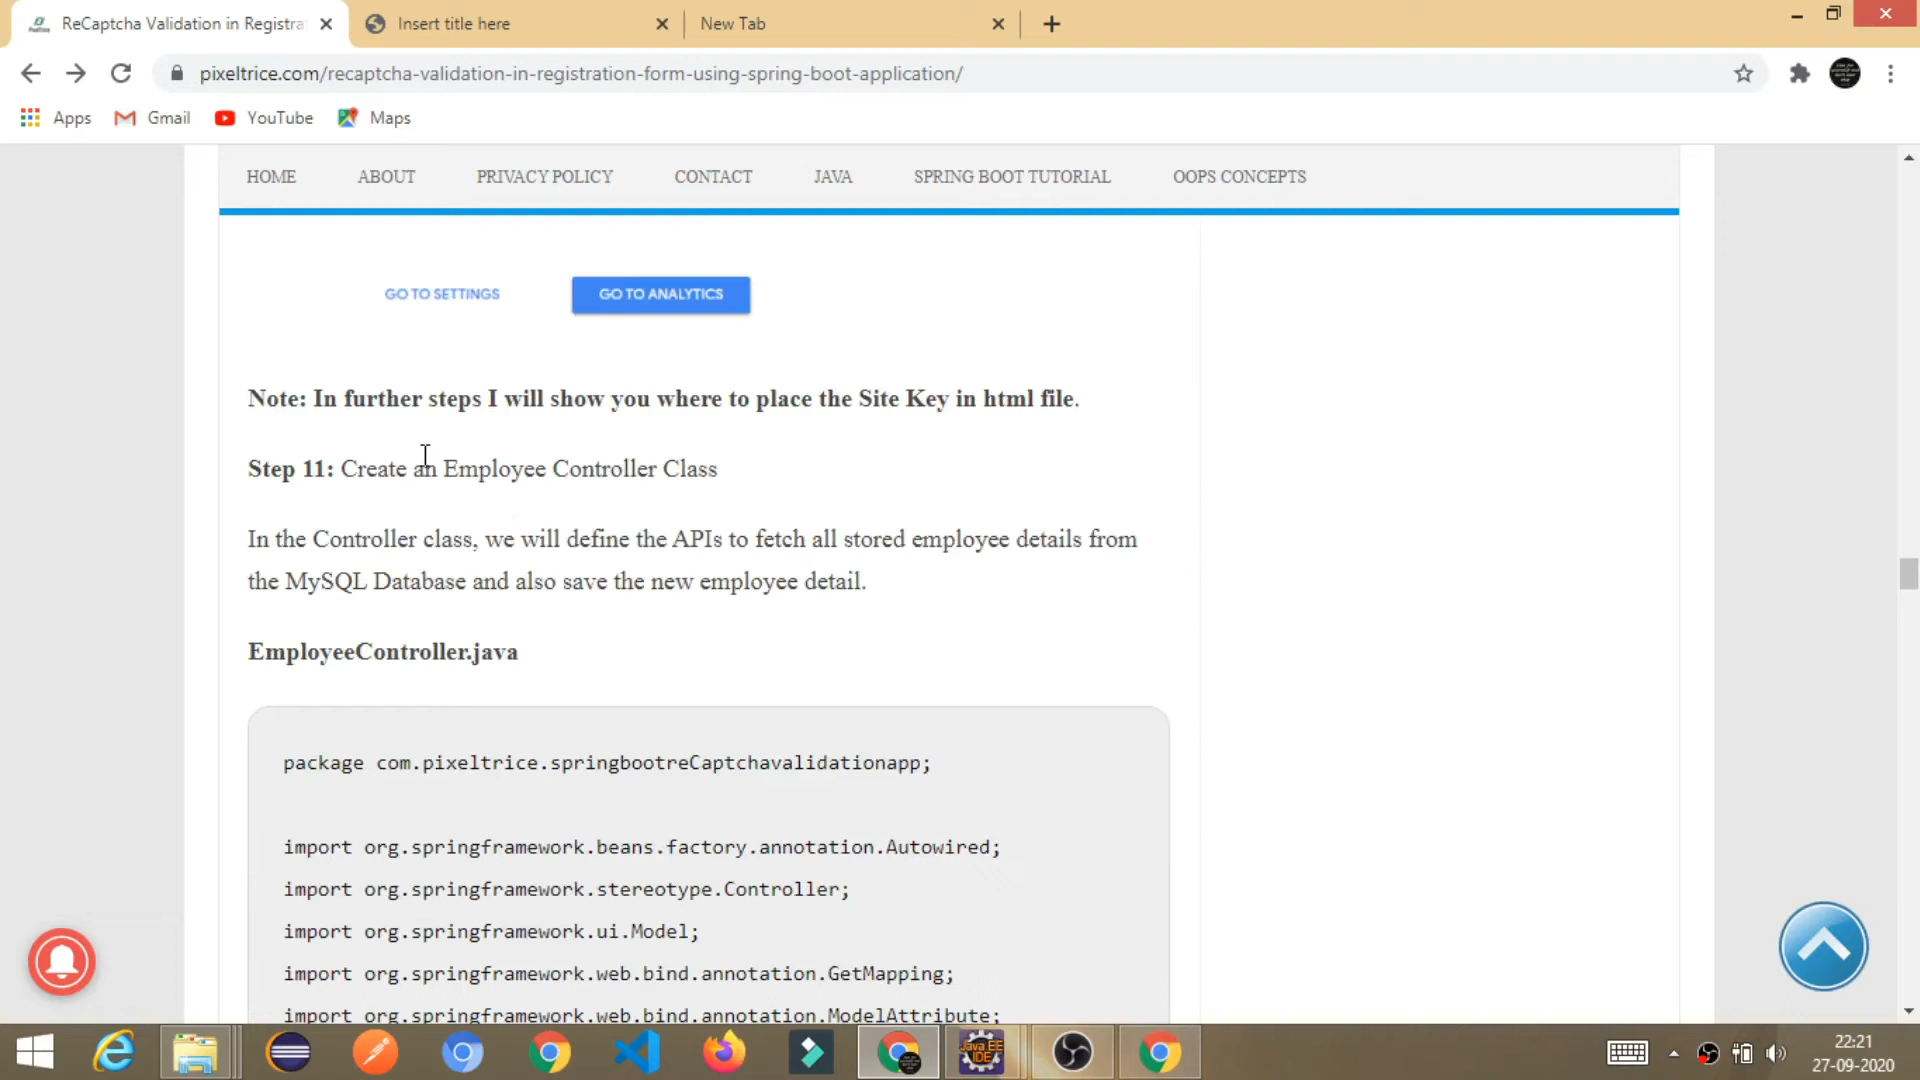 ReCaptcha Validation in Registra
Insert title here
New Tab
pixeltrice.com/recaptcha-validation-in-registration-form-using-spring-boot-application/
Apps
Gmail
YouTube
Maps
HOME
ABOUT
PRIVACY POLICY
CONTACT
JAVA
SPRING BOOT TUTORIAL
OOPS CONCEPTS
GO TO SETTINGS
GO TO ANALYTICS
Note: In further steps I will show you where to place the Site Key in html file.
Step 11: Create an Employee Controller Class
In the Controller class, we will define the APIs to fetch all stored employee details from
the MySQL Database and also save the new employee detail.
EmployeeController.java
package com.pixeltrice.springbootreCaptchavalidationapp;
import org.springframework.beans.factory.annotation.Autowired;
import org.springframework.stereotype.Controller;
import org.springframework.ui.Model;
import org.springframework.web.bind.annotation.GetMapping;
import org.springframework.web.bind.annotation.ModelAttribute;
Java EE
IDE
22:21
27-09-2020